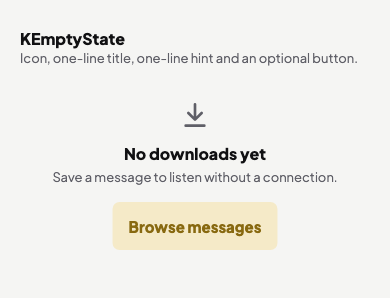 KEmptyState
Icon, one-line title, one-line hint and an optional button.
No downloads yet
Save a message to listen without a connection.
Browse messages